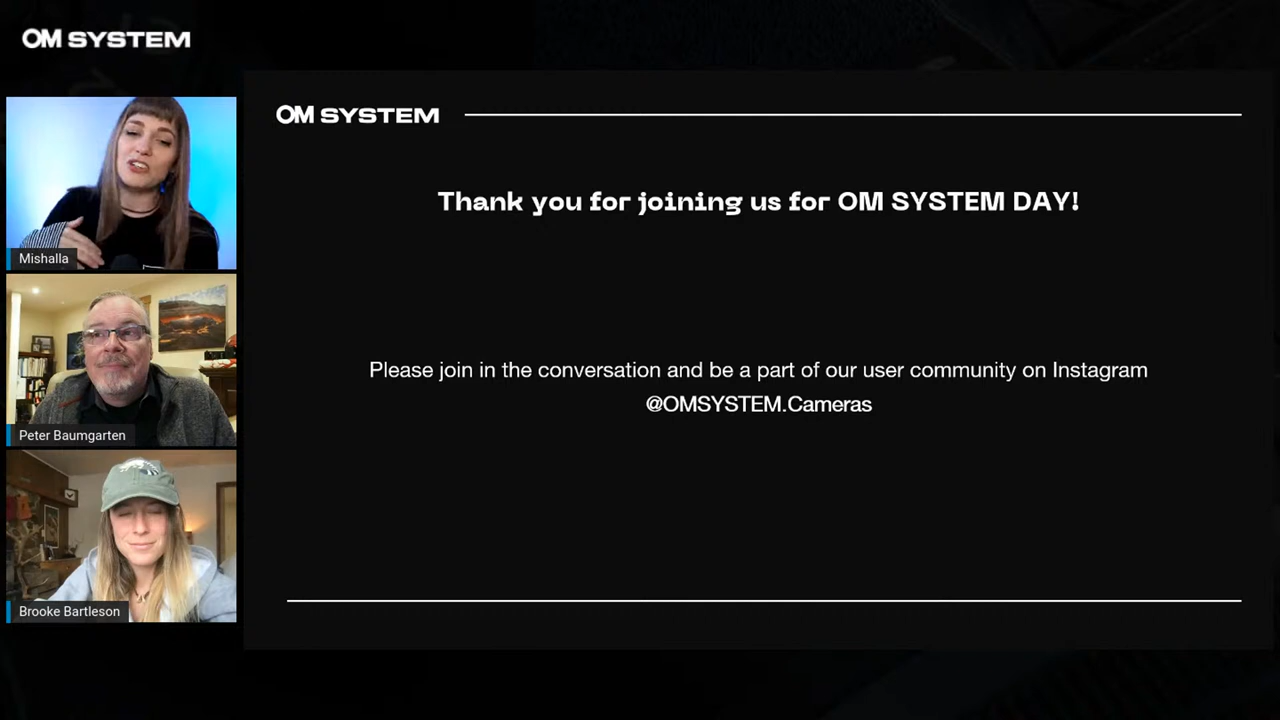 OM SYSTEM
Mishalla
Peter Baumgarten
Brooke Bartleson
OM SYSTEM
Thank you for joining us for OM SYSTEM DAY!
Please join in the conversation and be a part of our user community on Instagram
@OMSYSTEM.Cameras